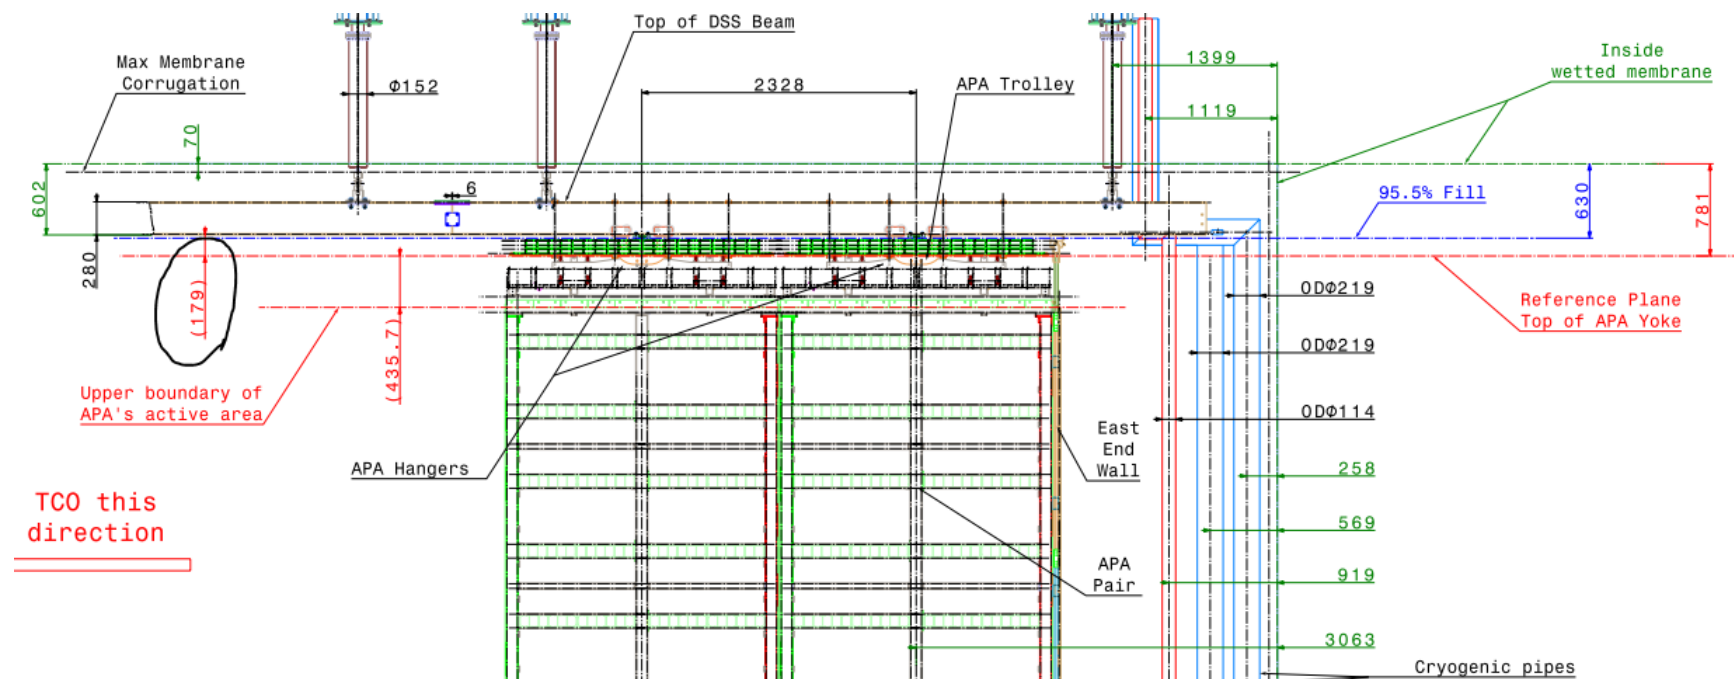 Top of DSS Beam
Max Membrane
Corrugation
Φ152
2328
APA Trolley
1399
Inside
wetted membrane
1119
70
602
6
95.5% Fill
630
781
280
(179)
(435.7)
Upper boundary of
APA's active area
ODΦ219
Reference Plane
Top of APA Yoke
ODΦ219
ODΦ114
East
End
Wall
APA Hangers
258
TCO this
direction
569
APA
Pair
919
3063
Cryogenic pipes